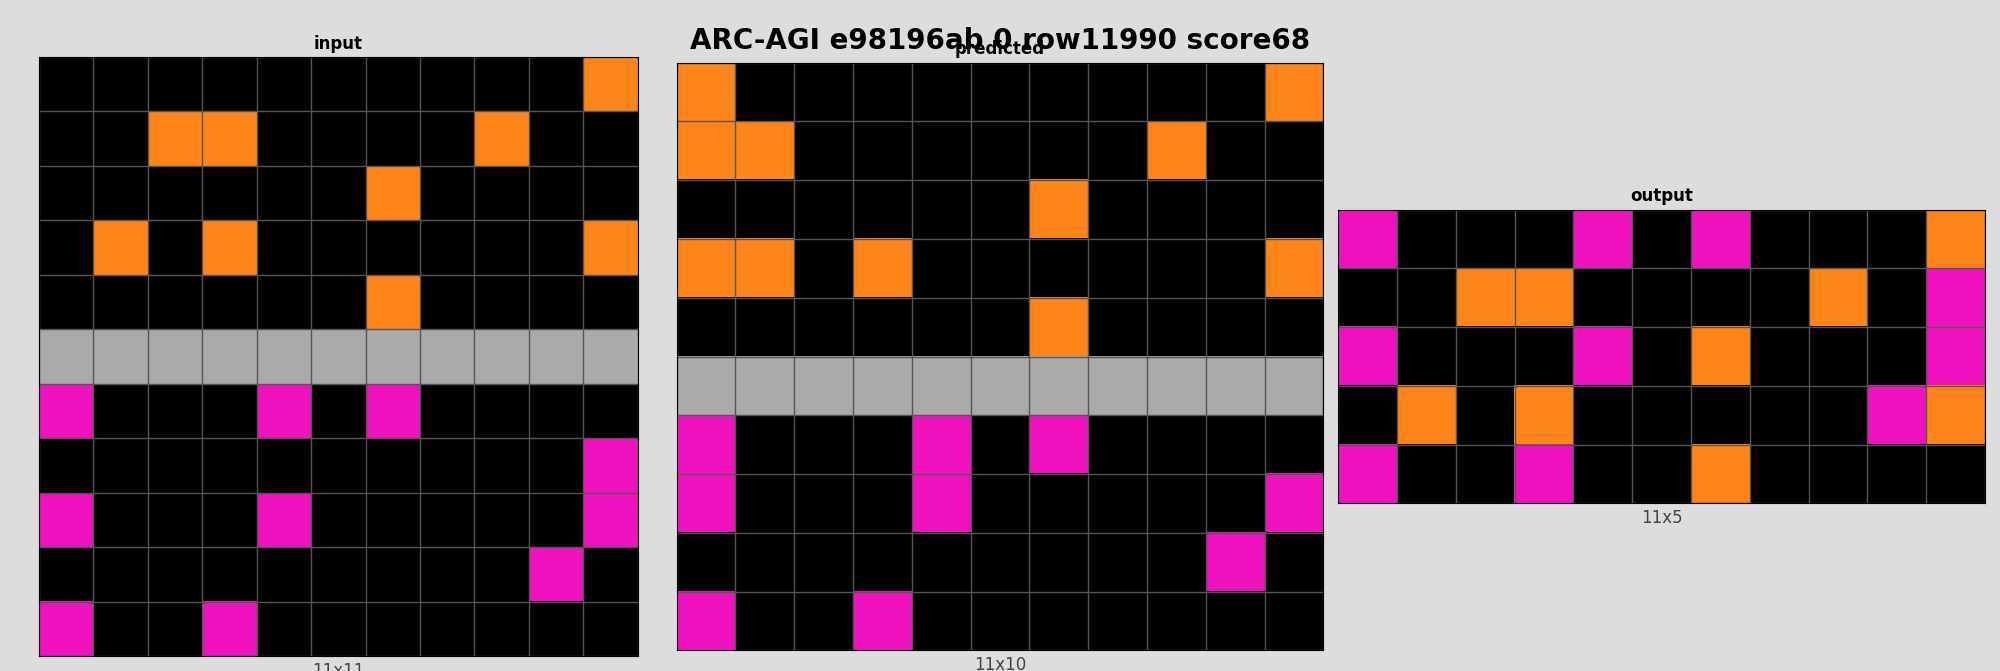 ARC-AGI e98196ab 0 row11990 score68
input
predicted
output
11x11
11x10
11x5